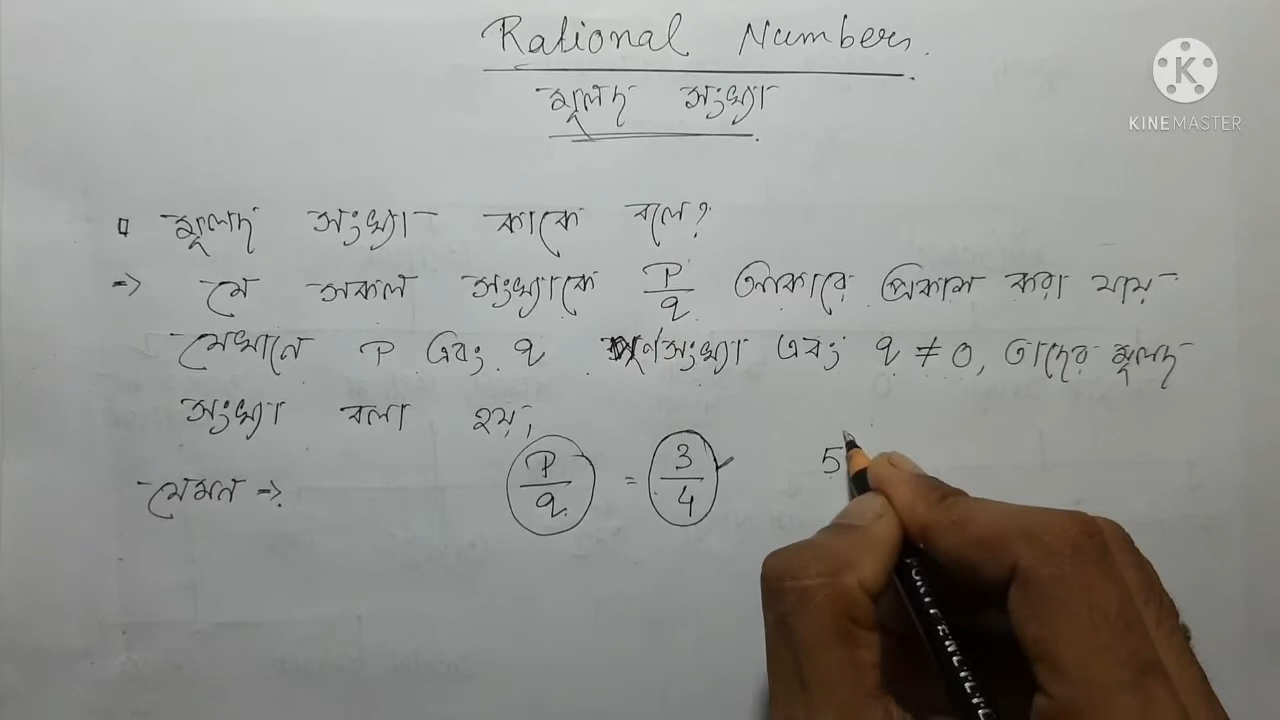 Rational Numbers.
মূলদ সংখ্যা
KINEMASTER
মূলদ সংখ্যা কাকে বলে?
⇒ যে সকল সংখ্যাকে P/q আকারে প্রকাশ করা যায়
যেখানে P এবং q পূর্ণসংখ্যা এবং q ≠ 0, তাদের মূলদ
সংখ্যা বলা হয়,
যেমন ⇒ P/q = 3/4 5